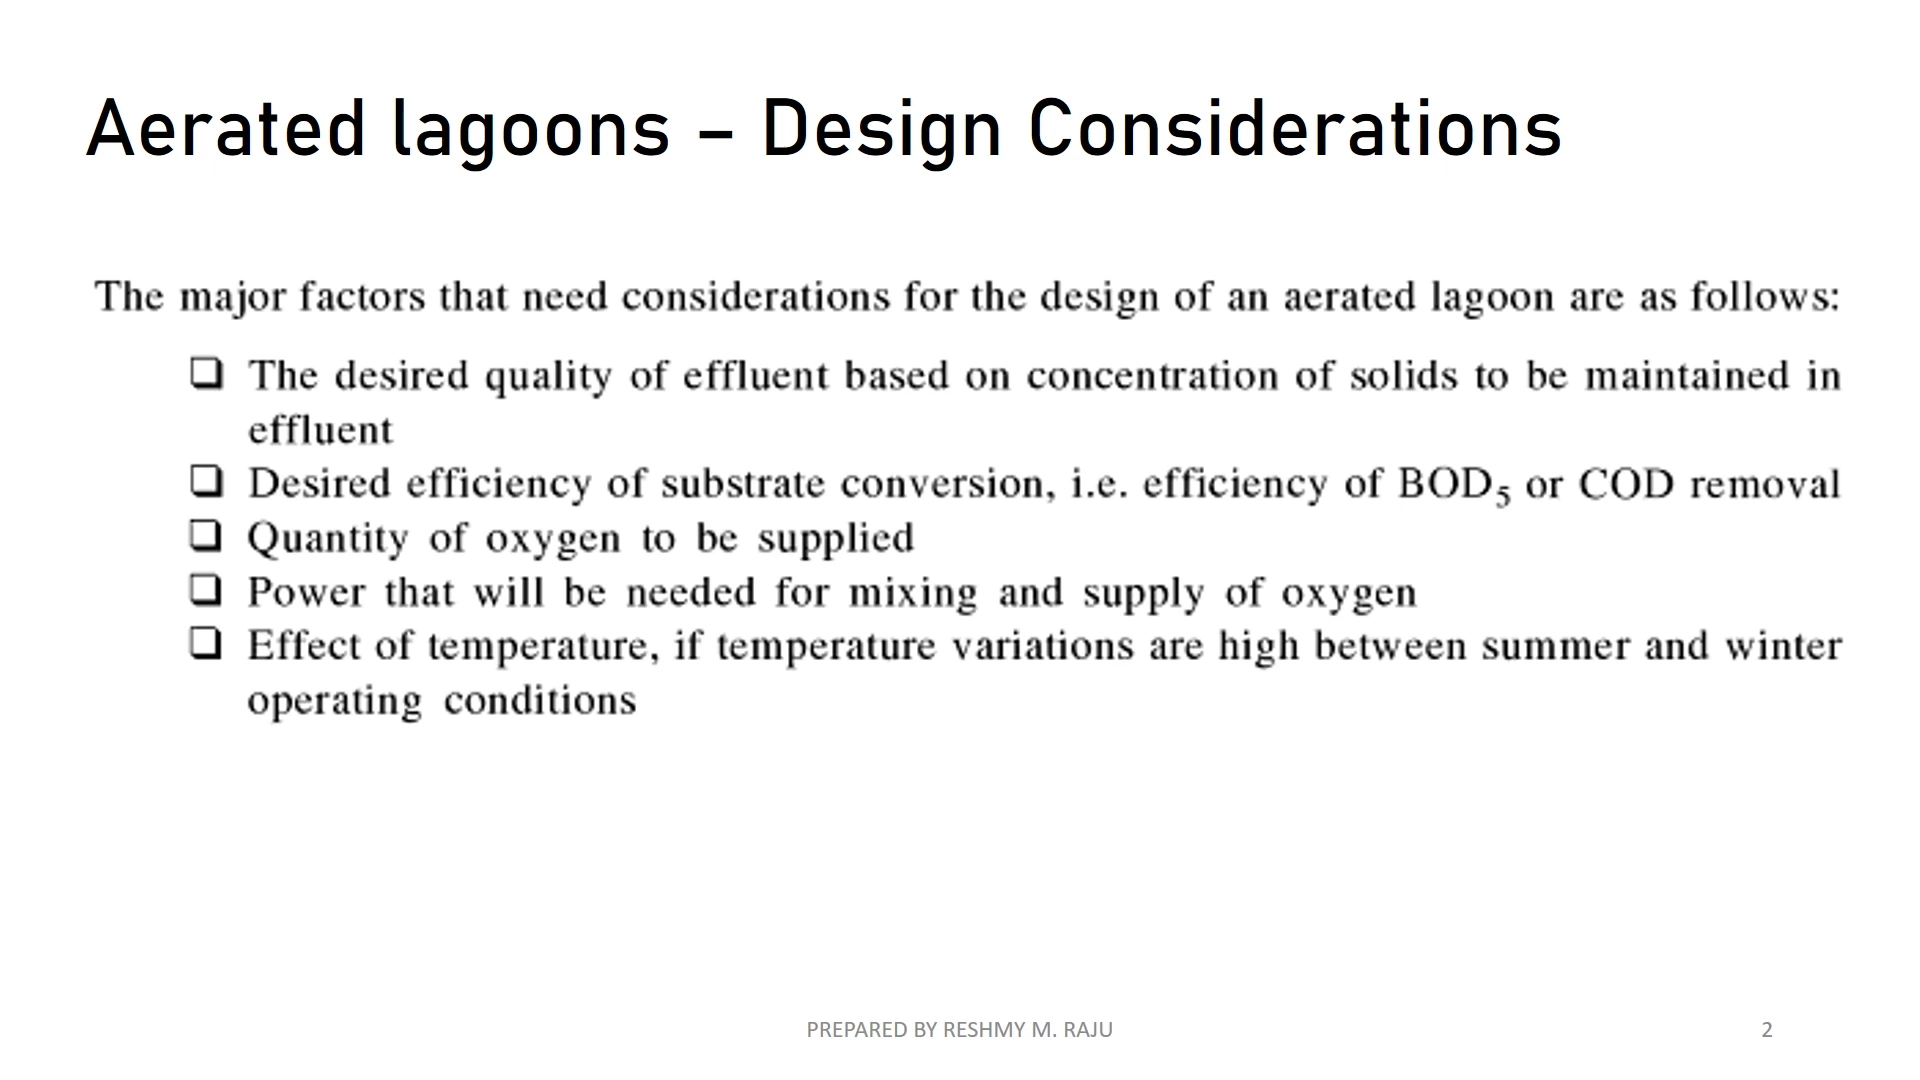 Aerated lagoons – Design Considerations
The major factors that need considerations for the design of an aerated lagoon are as follows:
❑ The desired quality of effluent based on concentration of solids to be maintained in
effluent
❑ Desired efficiency of substrate conversion, i.e. efficiency of BOD₅ or COD removal
❑ Quantity of oxygen to be supplied
❑ Power that will be needed for mixing and supply of oxygen
❑ Effect of temperature, if temperature variations are high between summer and winter
operating conditions
PREPARED BY RESHMY M. RAJU
2